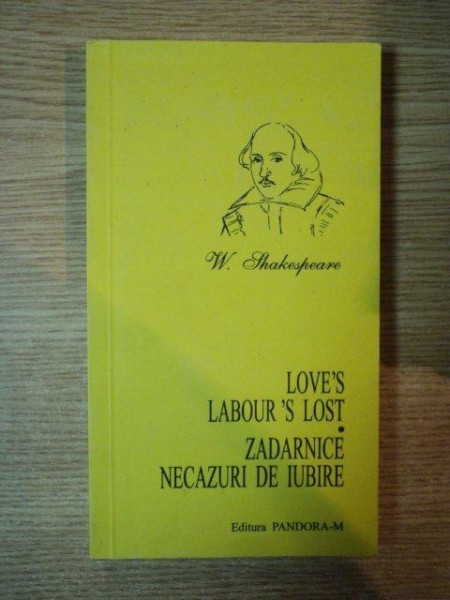 W. Shakespeare
LOVE'S
LABOUR 'S LOST
•
ZADARNICE
NECAZURI DE IUBIRE
Editura PANDORA-M